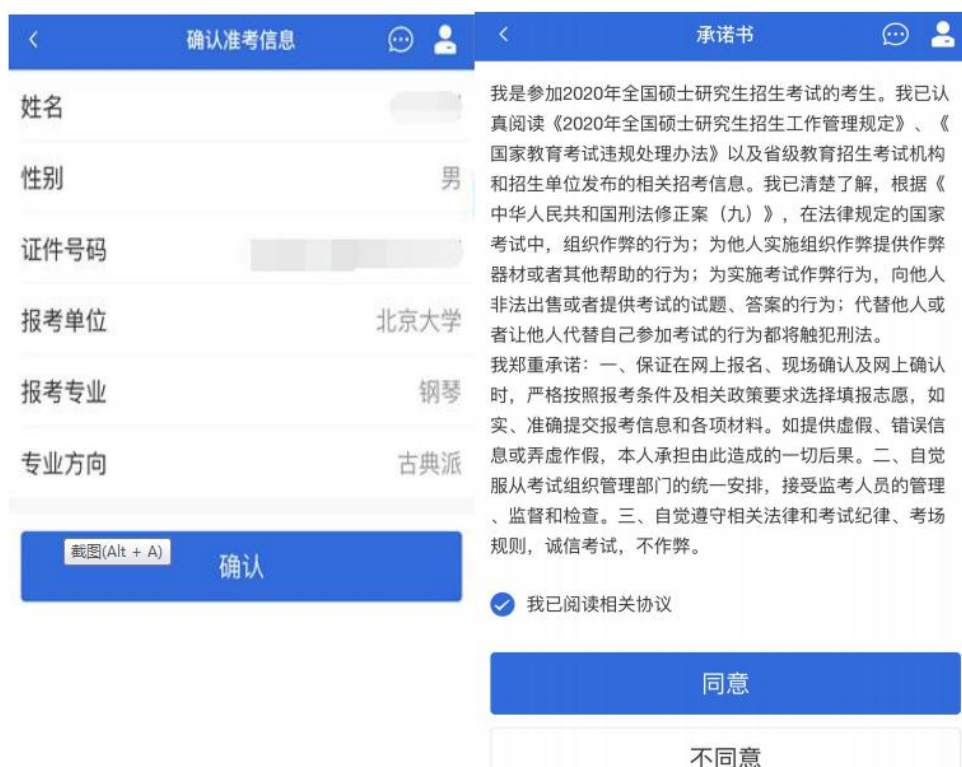 确认准考信息
姓名
性别 男
证件号码
报考单位 北京大学
报考专业 钢琴
专业方向 古典派
截图(Alt + A)
确认
承诺书
我是参加2020年全国硕士研究生招生考试的考生。我已认
真阅读《2020年全国硕士研究生招生工作管理规定》、《
国家教育考试违规处理办法》以及省级教育招生考试机构
和招生单位发布的相关招考信息。我已清楚了解，根据《
中华人民共和国刑法修正案（九）》，在法律规定的国家
考试中，组织作弊的行为；为他人实施组织作弊提供作弊
器材或者其他帮助的行为；为实施考试作弊行为，向他人
非法出售或者提供考试的试题、答案的行为；代替他人或
者让他人代替自己参加考试的行为都将触犯刑法。
我郑重承诺：一、保证在网上报名、现场确认及网上确认
时，严格按照报考条件及相关政策要求选择填报志愿，如
实、准确提交报考信息和各项材料。如提供虚假、错误信
息或弄虚作假，本人承担由此造成的一切后果。二、自觉
服从考试组织管理部门的统一安排，接受监考人员的管理
、监督和检查。三、自觉遵守相关法律和考试纪律、考场
规则，诚信考试，不作弊。
我已阅读相关协议
同意
不同意